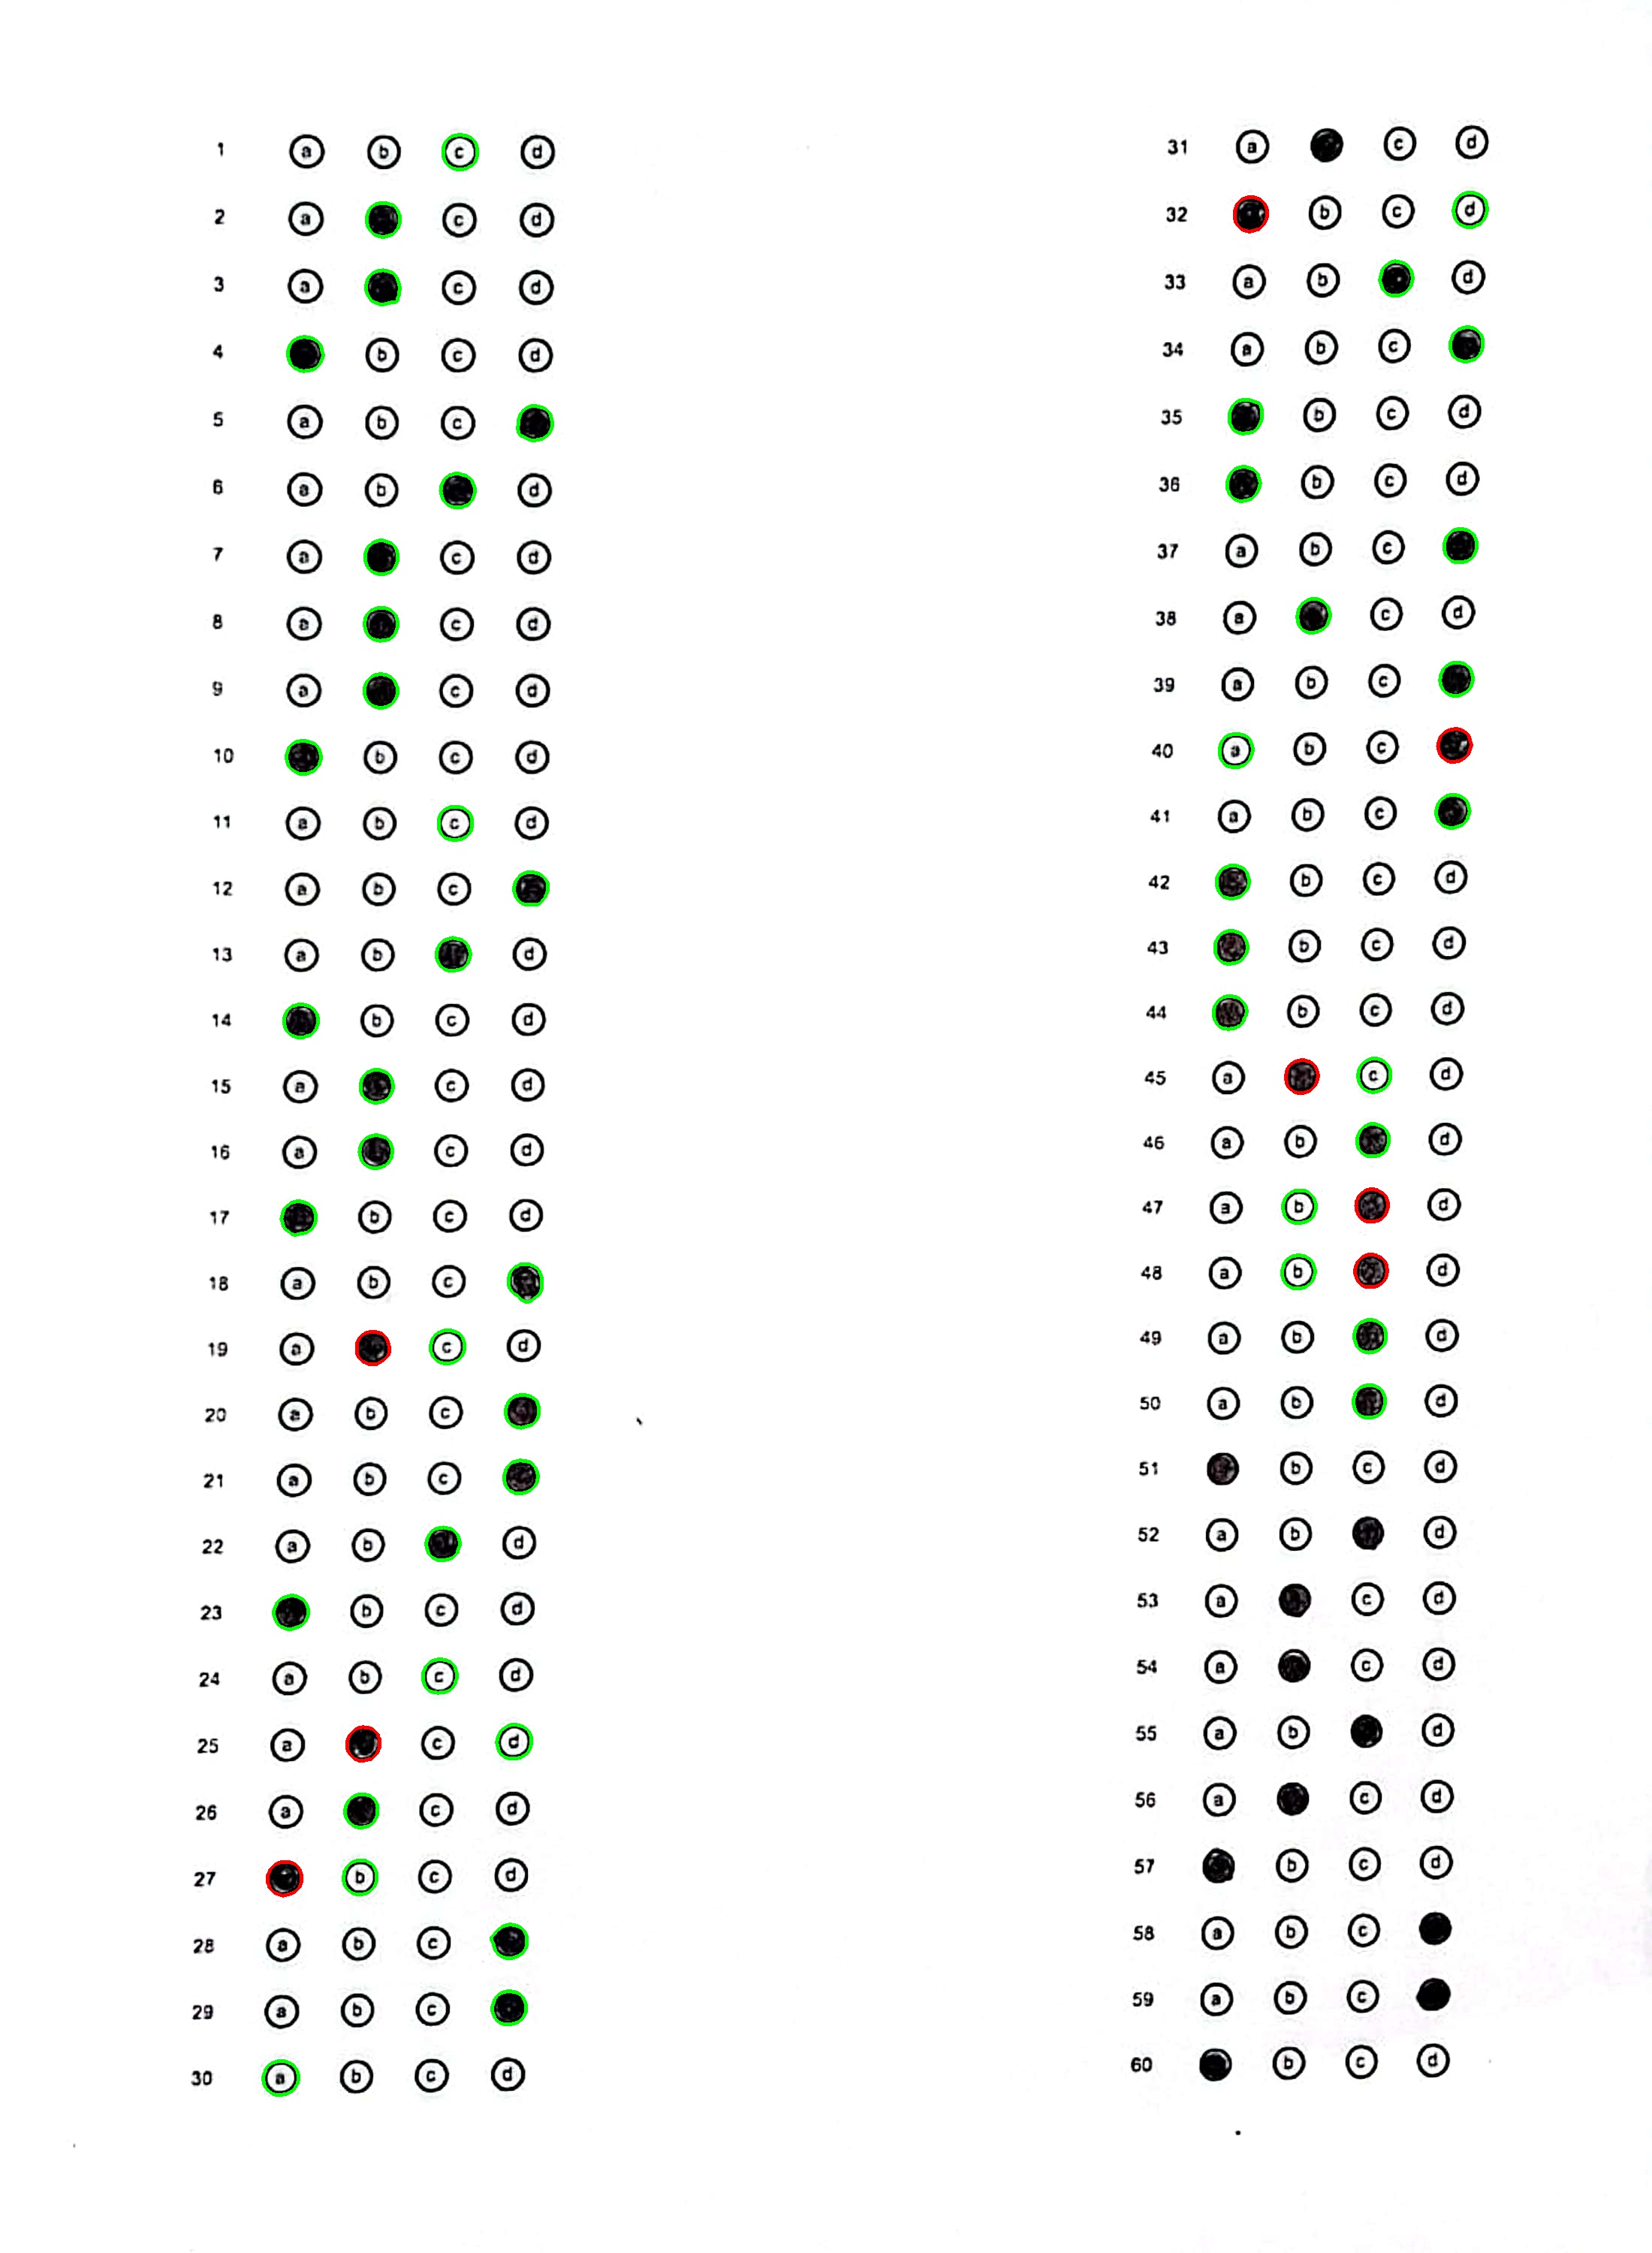 1 a b c d
2 a c d
3 a c d
4 b c d
5 a b c
6 a b d
7 a c d
8 a c d
9 a c d
10 b c d
11 a b c d
12 a b c
13 a b d
14 b c d
15 a c d
16 a c d
17 b c d
18 a b c
19 a c d
20 a b c
21 a b c
22 a b d
23 b c d
24 a b c d
25 a c d
26 a c d
27 b c d
28 a b c
29 a b c
30 a b c d
31 a c d
32 b c d
33 a b d
34 a b c
35 b c d
36 b c d
37 a b c
38 a c d
39 a b c
40 a b c
41 a b c
42 b c d
43 b c d
44 b c d
45 a c d
46 a b d
47 a b d
48 a b d
49 a b d
50 a b d
51 b c d
52 a b d
53 a c d
54 a c d
55 a b d
56 a c d
57 b c d
58 a b c
59 a b c
60 b c d